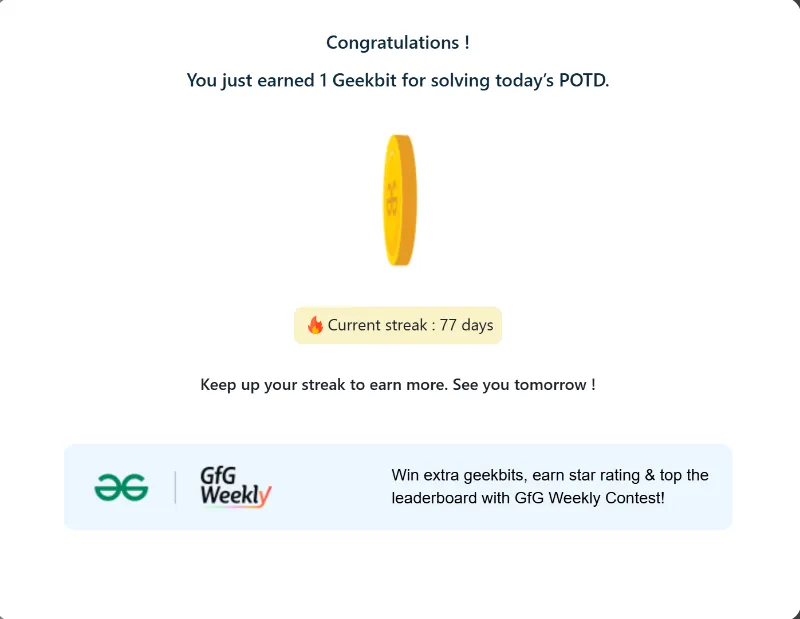 Congratulations !
You just earned 1 Geekbit for solving today’s POTD.
Current streak : 77 days
Keep up your streak to earn more. See you tomorrow !
GfG
Weekly
Win extra geekbits, earn star rating & top the
leaderboard with GfG Weekly Contest!